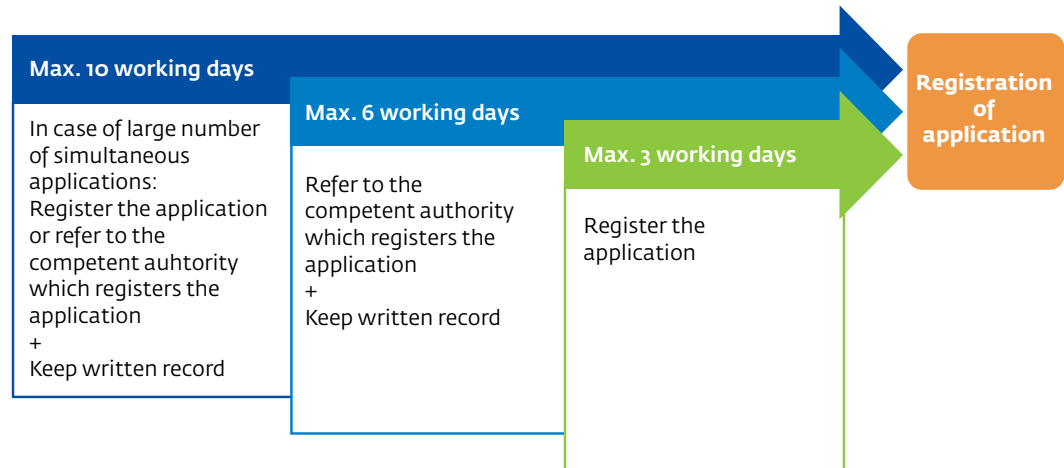 Max. 10 working days
In case of large number
of simultaneous
applications:
Register the application
or refer to the
competent auhtority
which registers the
application
+
Keep written record
Max. 6 working days
Refer to the
competent authority
which registers the
application
+
Keep written record
Max. 3 working days
Register the
application
Registration
of
application